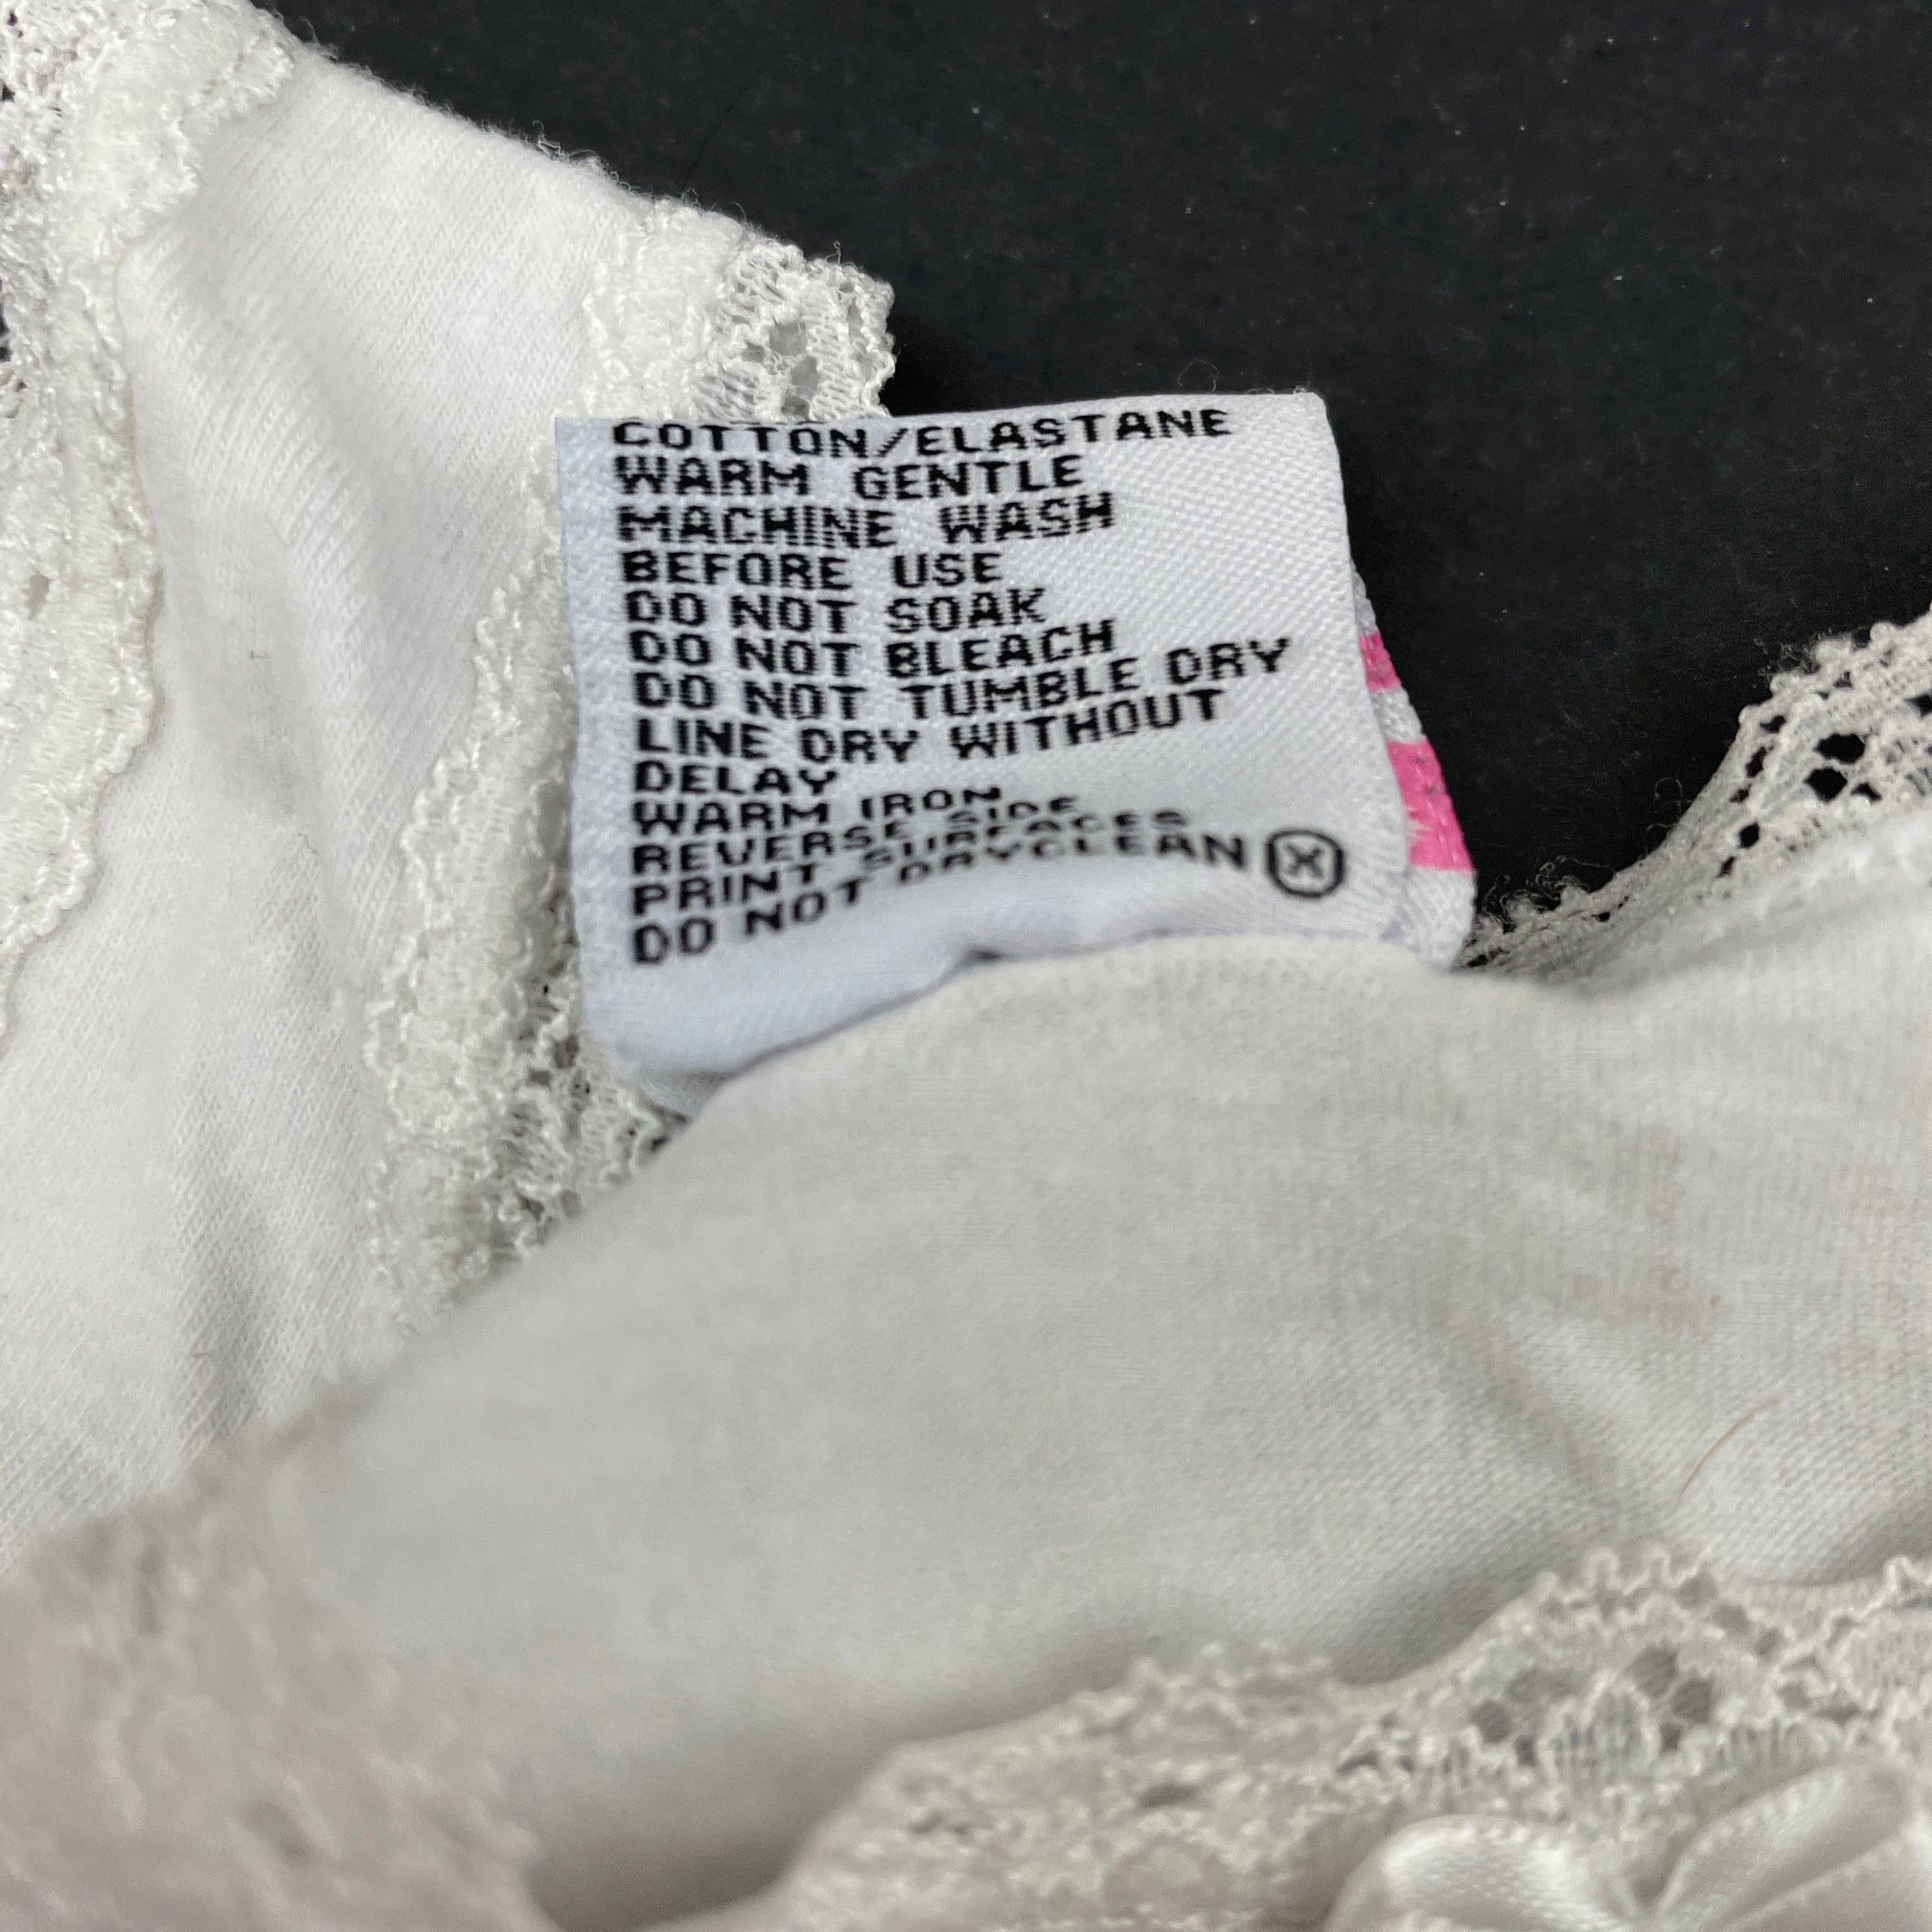 COTTON/ELASTANE
WARM GENTLE
MACHINE WASH
BEFORE USE
DO NOT SOAK
DO NOT BLEACH
DO NOT TUMBLE DRY
LINE DRY WITHOUT
DELAY
WARM IRON
REVERSE SIDE
PRINT SURFACES
DO NOT DRYCLEAN